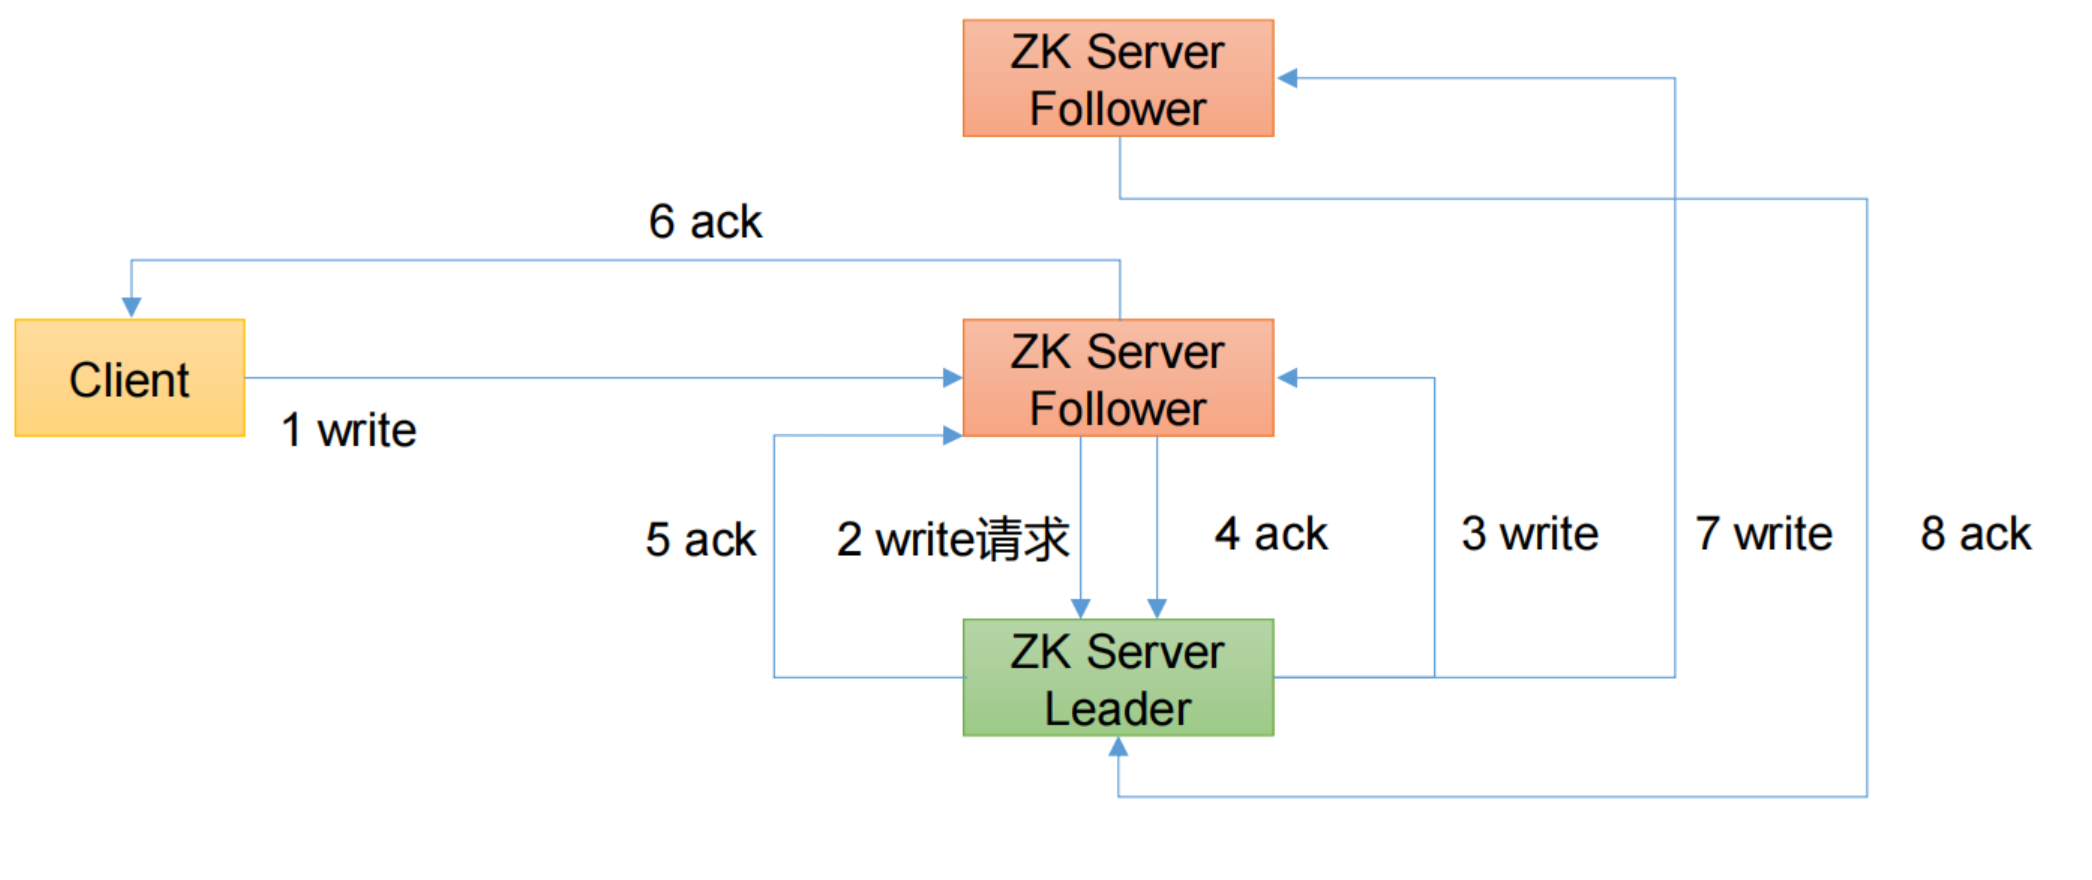 ZK Server
Follower
6 ack
Client
1 write
ZK Server
Follower
5 ack
2 write请求
4 ack
3 write
7 write
8 ack
ZK Server
Leader